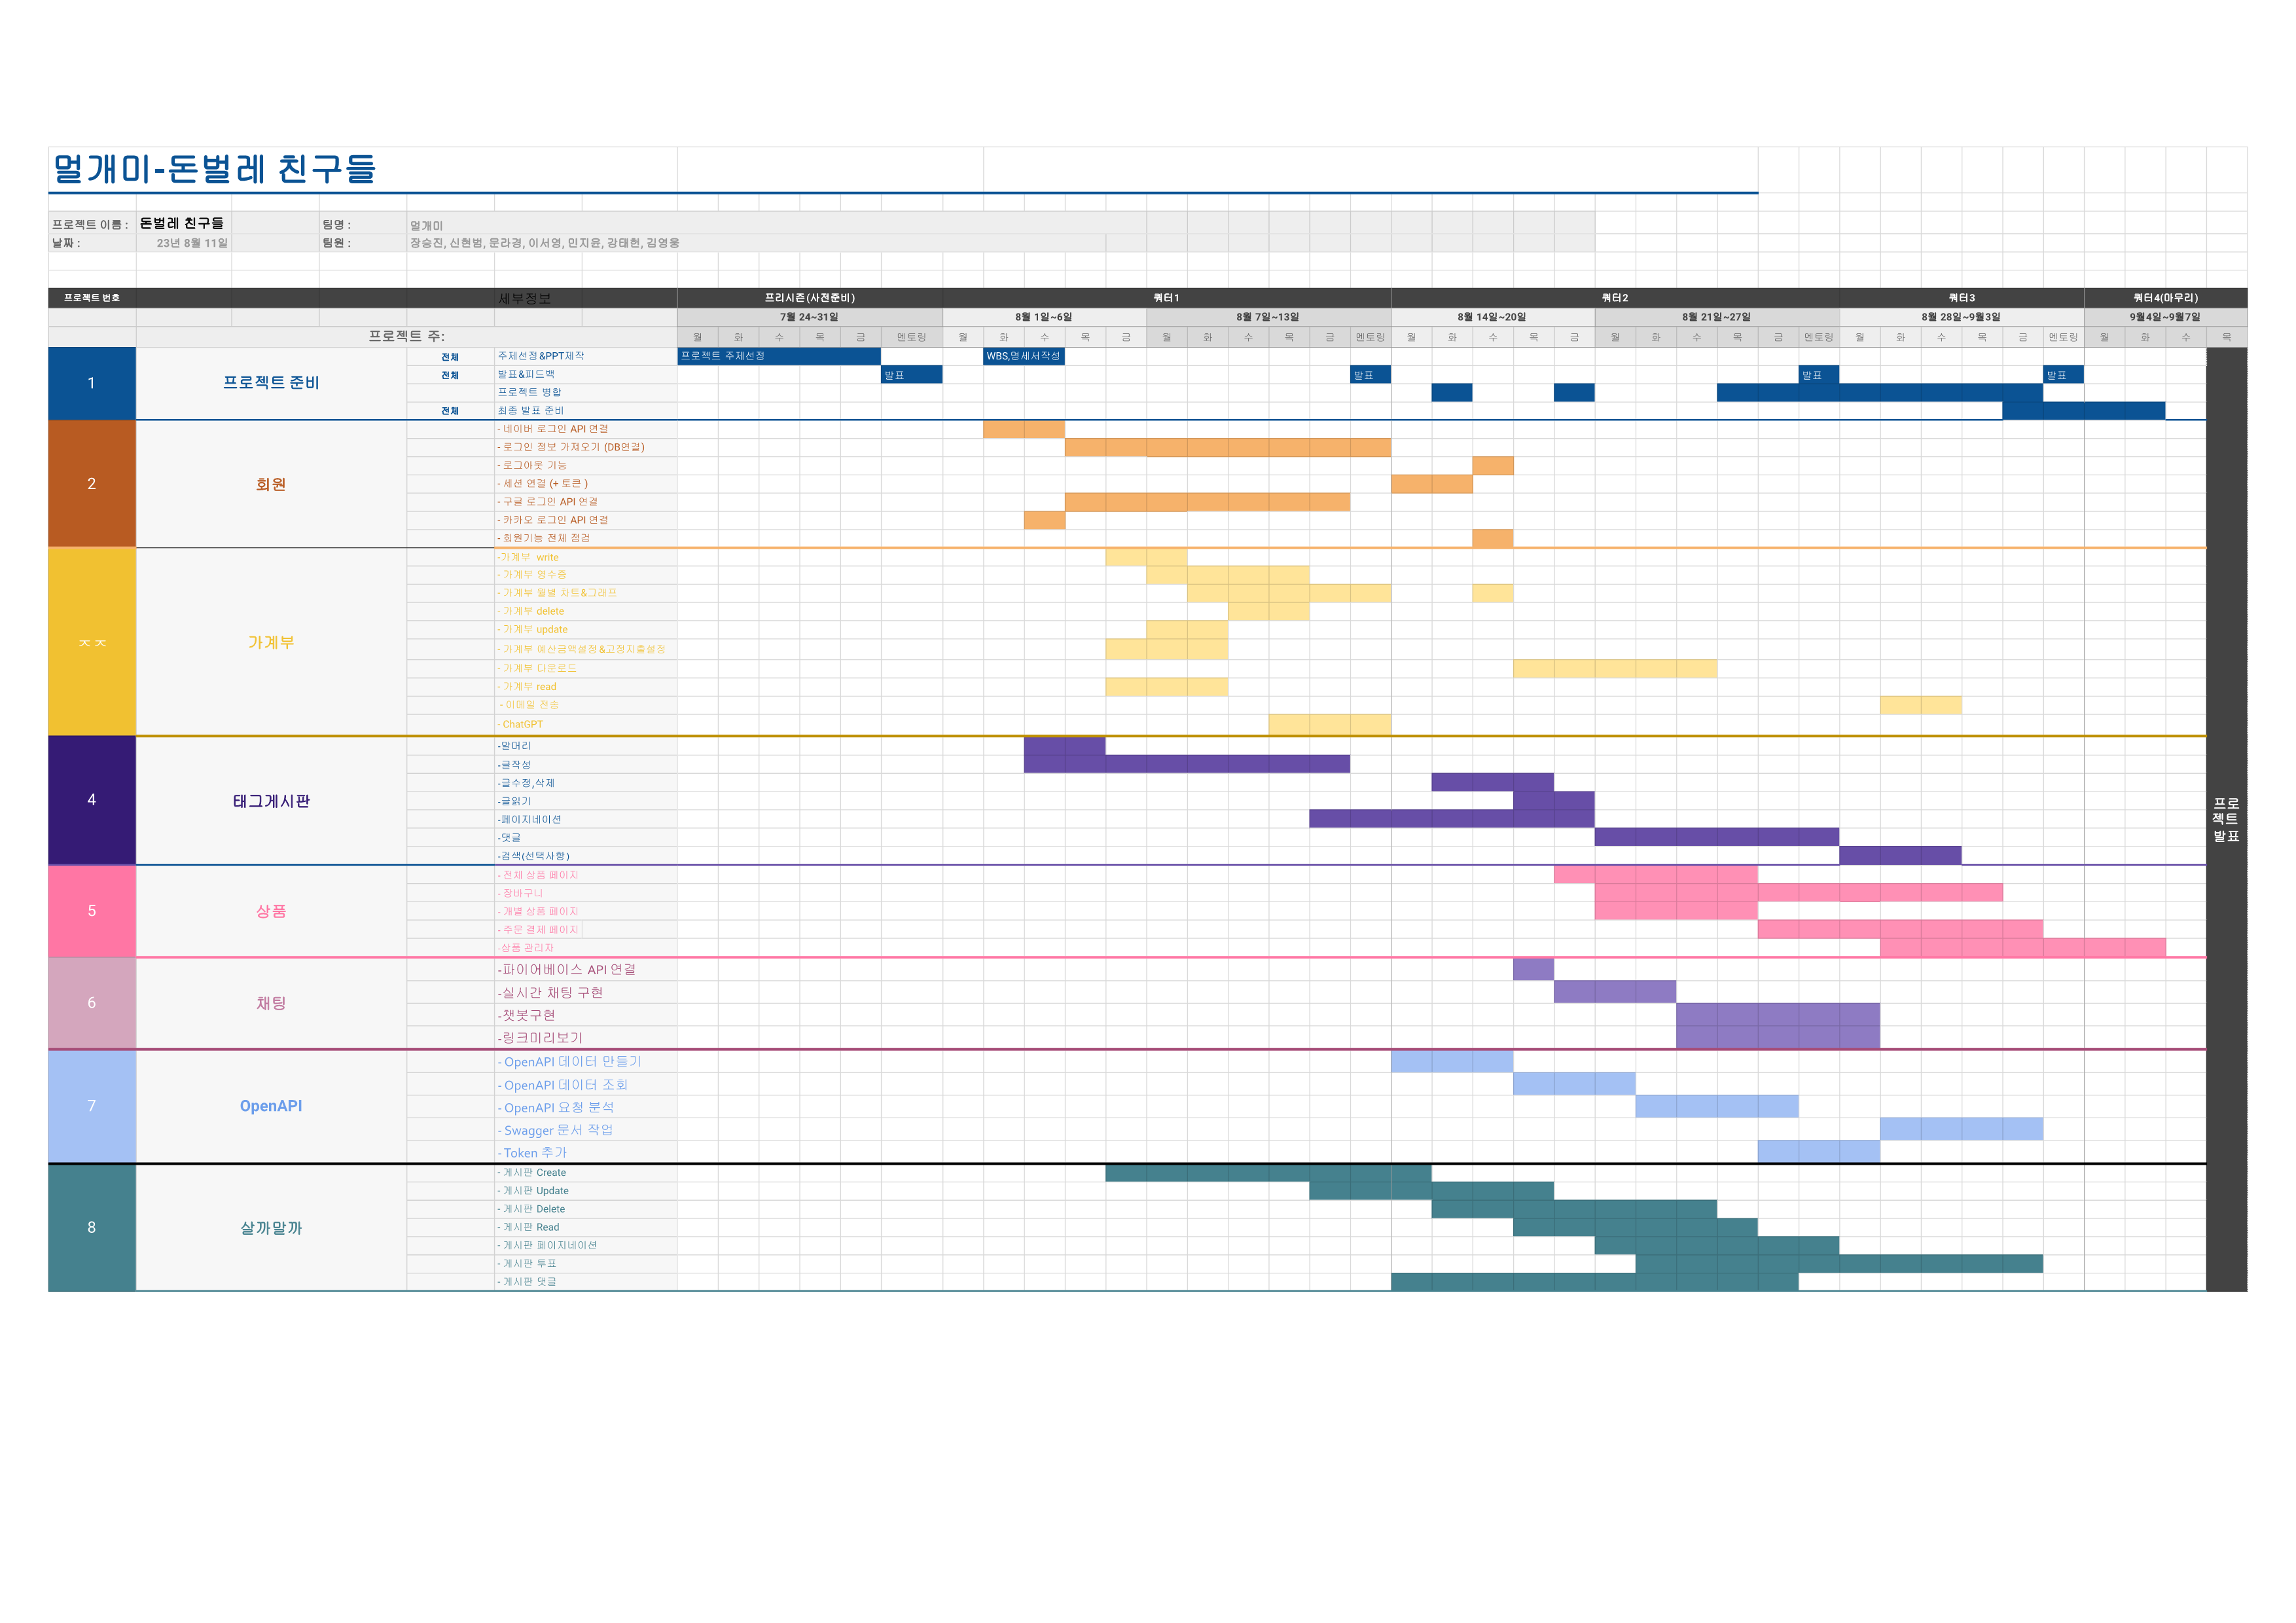 멀개미-돈벌레 친구들
프로젝트 이름 : 돈벌레 친구들 팀명 : 멀개미
날짜 : 23년 8월 11일 팀원 : 장승진, 신현범, 문라경, 이서영, 민지윤, 강태헌, 김영웅
프로젝트 번호 세부정보 프리시즌(사전준비) 쿼터1 쿼터2 쿼터3 쿼터4(마무리)
7월 24~31일 8월 1일~6일 8월 7일~13일 8월 14일~20일 8월 21일~27일 8월 28일~9월3일 9월4일~9월7일
프로젝트 주: 월 화 수 목 금 멘토링 월 화 수 목 금 월 화 수 목 금 멘토링 월 화 수 목 금 월 화 수 목 금 멘토링 월 화 수 목 금 멘토링 월 화 수 목
1 프로젝트 준비
전체 주제선정&PPT제작 프로젝트 주제선정 WBS,명세서작성
전체 발표&피드백 발표 발표 발표 발표
프로젝트 병합
전체 최종 발표 준비
2 회원
- 네이버 로그인 API 연결
- 로그인 정보 가져오기 (DB연결)
- 로그아웃 기능
- 세션 연결 (+ 토큰 )
- 구글 로그인 API 연결
- 카카오 로그인 API 연결
- 회원기능 전체 점검
ㅈㅈ 가계부
-가계부 write
- 가계부 영수증
- 가계부 월별 차트&그래프
- 가계부 delete
- 가계부 update
- 가계부 예산금액설정&고정지출설정
- 가계부 다운로드
- 가계부 read
- 이메일 전송
- ChatGPT
4 태그게시판
-말머리
-글작성
-글수정,삭제
-글읽기
-페이지네이션
-댓글
-검색(선택사항)
프로
젝트
발표
5 상품
- 전체 상품 페이지
- 장바구니
- 개별 상품 페이지
- 주문 결제 페이지
-상품 관리자
6 채팅
-파이어베이스 API 연결
-실시간 채팅 구현
-챗봇구현
-링크미리보기
7 OpenAPI
- OpenAPI 데이터 만들기
- OpenAPI 데이터 조회
- OpenAPI 요청 분석
- Swagger 문서 작업
- Token 추가
8 살까말까
- 게시판 Create
- 게시판 Update
- 게시판 Delete
- 게시판 Read
- 게시판 페이지네이션
- 게시판 투표
- 게시판 댓글